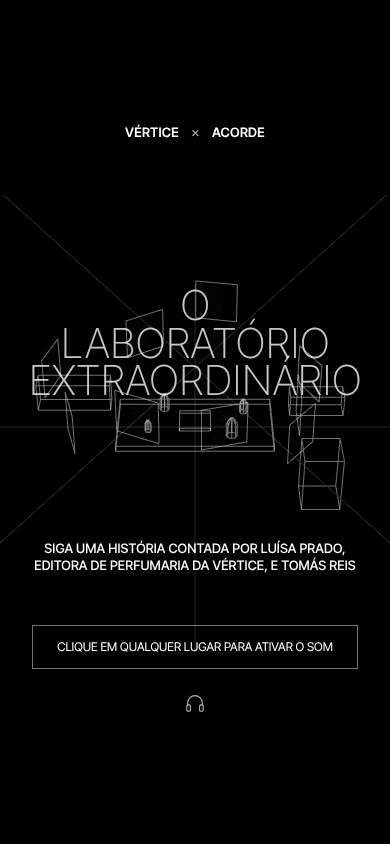 VÉRTICE × ACORDE
O
LABORATÓRIO
EXTRAORDINÁRIO
SIGA UMA HISTÓRIA CONTADA POR LUÍSA PRADO,
EDITORA DE PERFUMARIA DA VÉRTICE, E TOMÁS REIS
CLIQUE EM QUALQUER LUGAR PARA ATIVAR O SOM